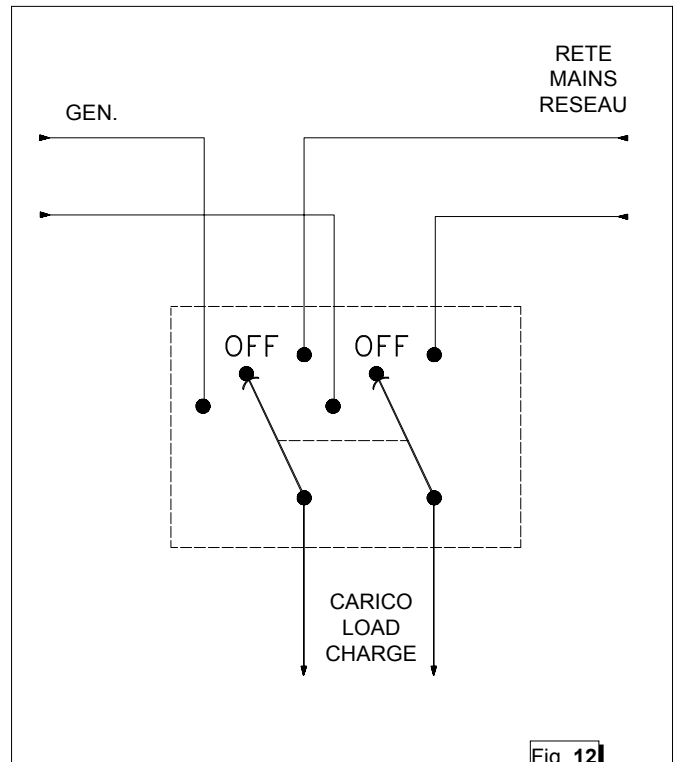 RETE
MAINS
RESEAU
GEN.
OFF OFF
CARICO
LOAD
CHARGE
Fig. 12